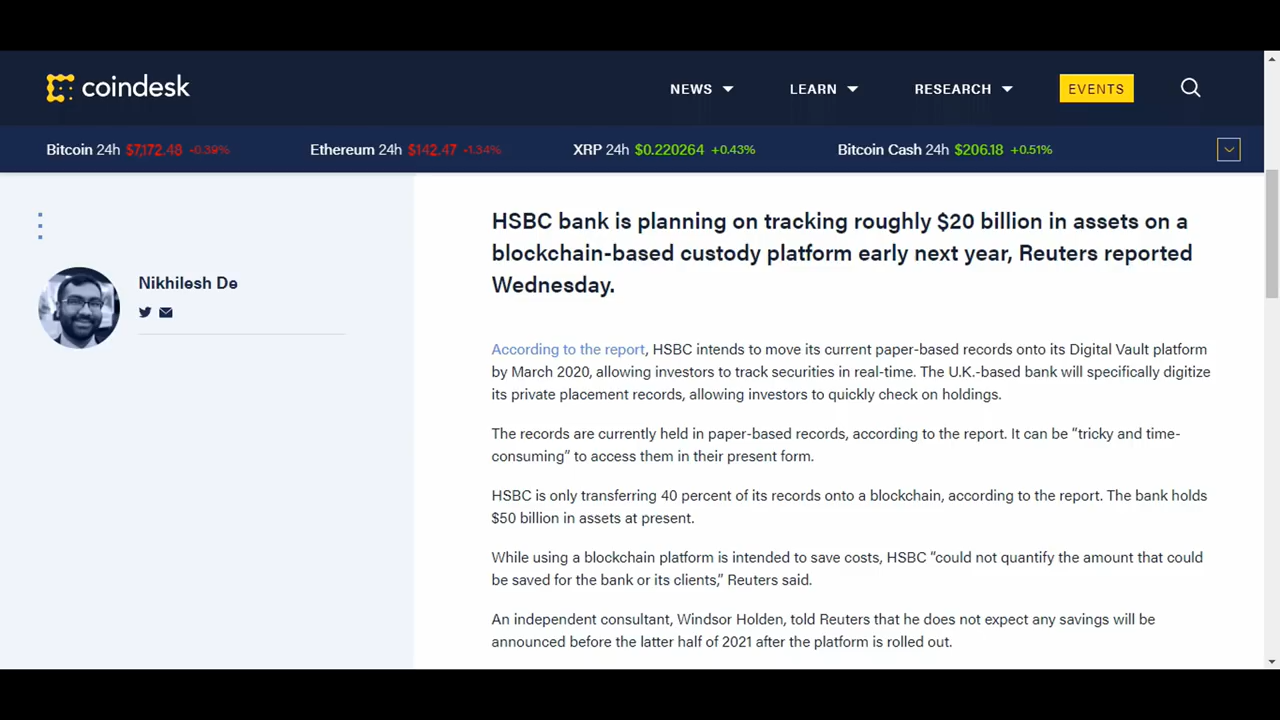 coindesk
NEWS
LEARN
RESEARCH
EVENTS
Bitcoin 24h $7,172.48 -0.39%
Ethereum 24h $142.47 -1.34%
XRP 24h $0.220264 +0.43%
Bitcoin Cash 24h $206.18 +0.51%
Nikhilesh De
HSBC bank is planning on tracking roughly $20 billion in assets on a
blockchain-based custody platform early next year, Reuters reported
Wednesday.
According to the report, HSBC intends to move its current paper-based records onto its Digital Vault platform
by March 2020, allowing investors to track securities in real-time. The U.K.-based bank will specifically digitize
its private placement records, allowing investors to quickly check on holdings.
The records are currently held in paper-based records, according to the report. It can be “tricky and time-
consuming” to access them in their present form.
HSBC is only transferring 40 percent of its records onto a blockchain, according to the report. The bank holds
$50 billion in assets at present.
While using a blockchain platform is intended to save costs, HSBC “could not quantify the amount that could
be saved for the bank or its clients,” Reuters said.
An independent consultant, Windsor Holden, told Reuters that he does not expect any savings will be
announced before the latter half of 2021 after the platform is rolled out.